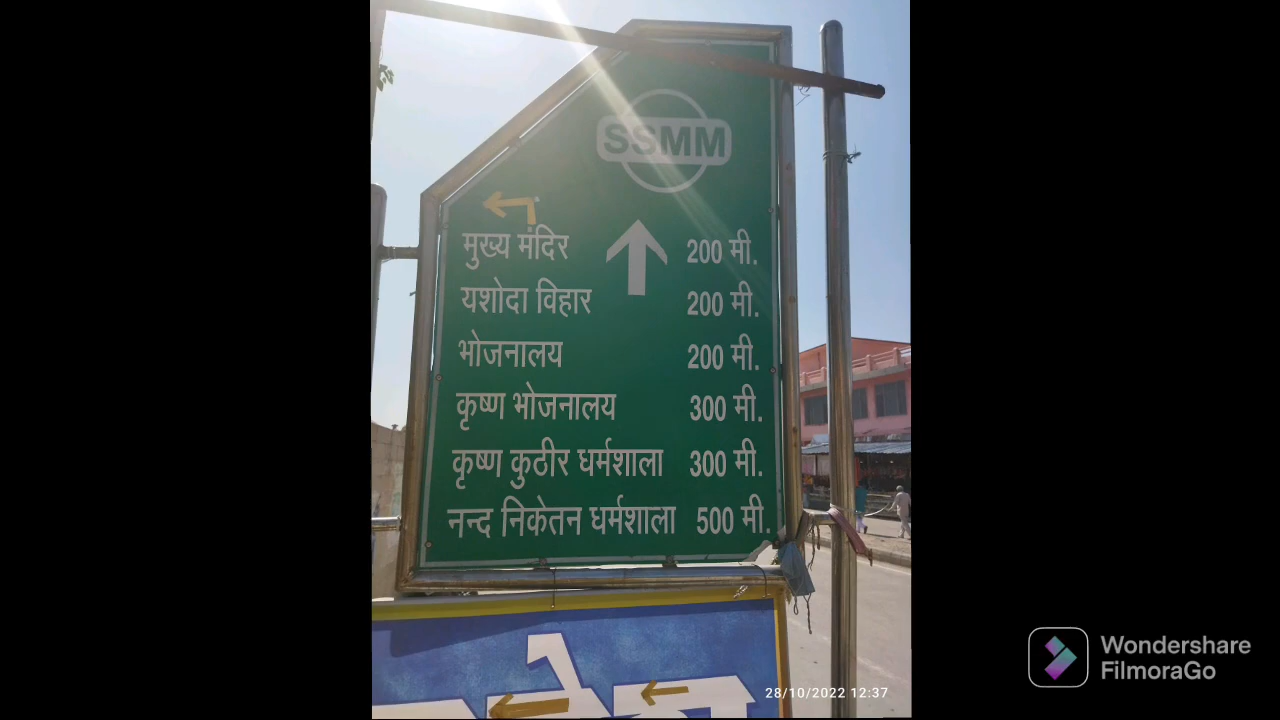 SSMM
मुख्य मंदिर 200 मी.
यशोदा विहार 200 मी.
भोजनालय 200 मी.
कृष्ण भोजनालय 300 मी.
कृष्ण कुठीर धर्मशाला 300 मी.
नन्द निकेतन धर्मशाला 500 मी.
28/10/2022 12:37
Wondershare
FilmoraGo